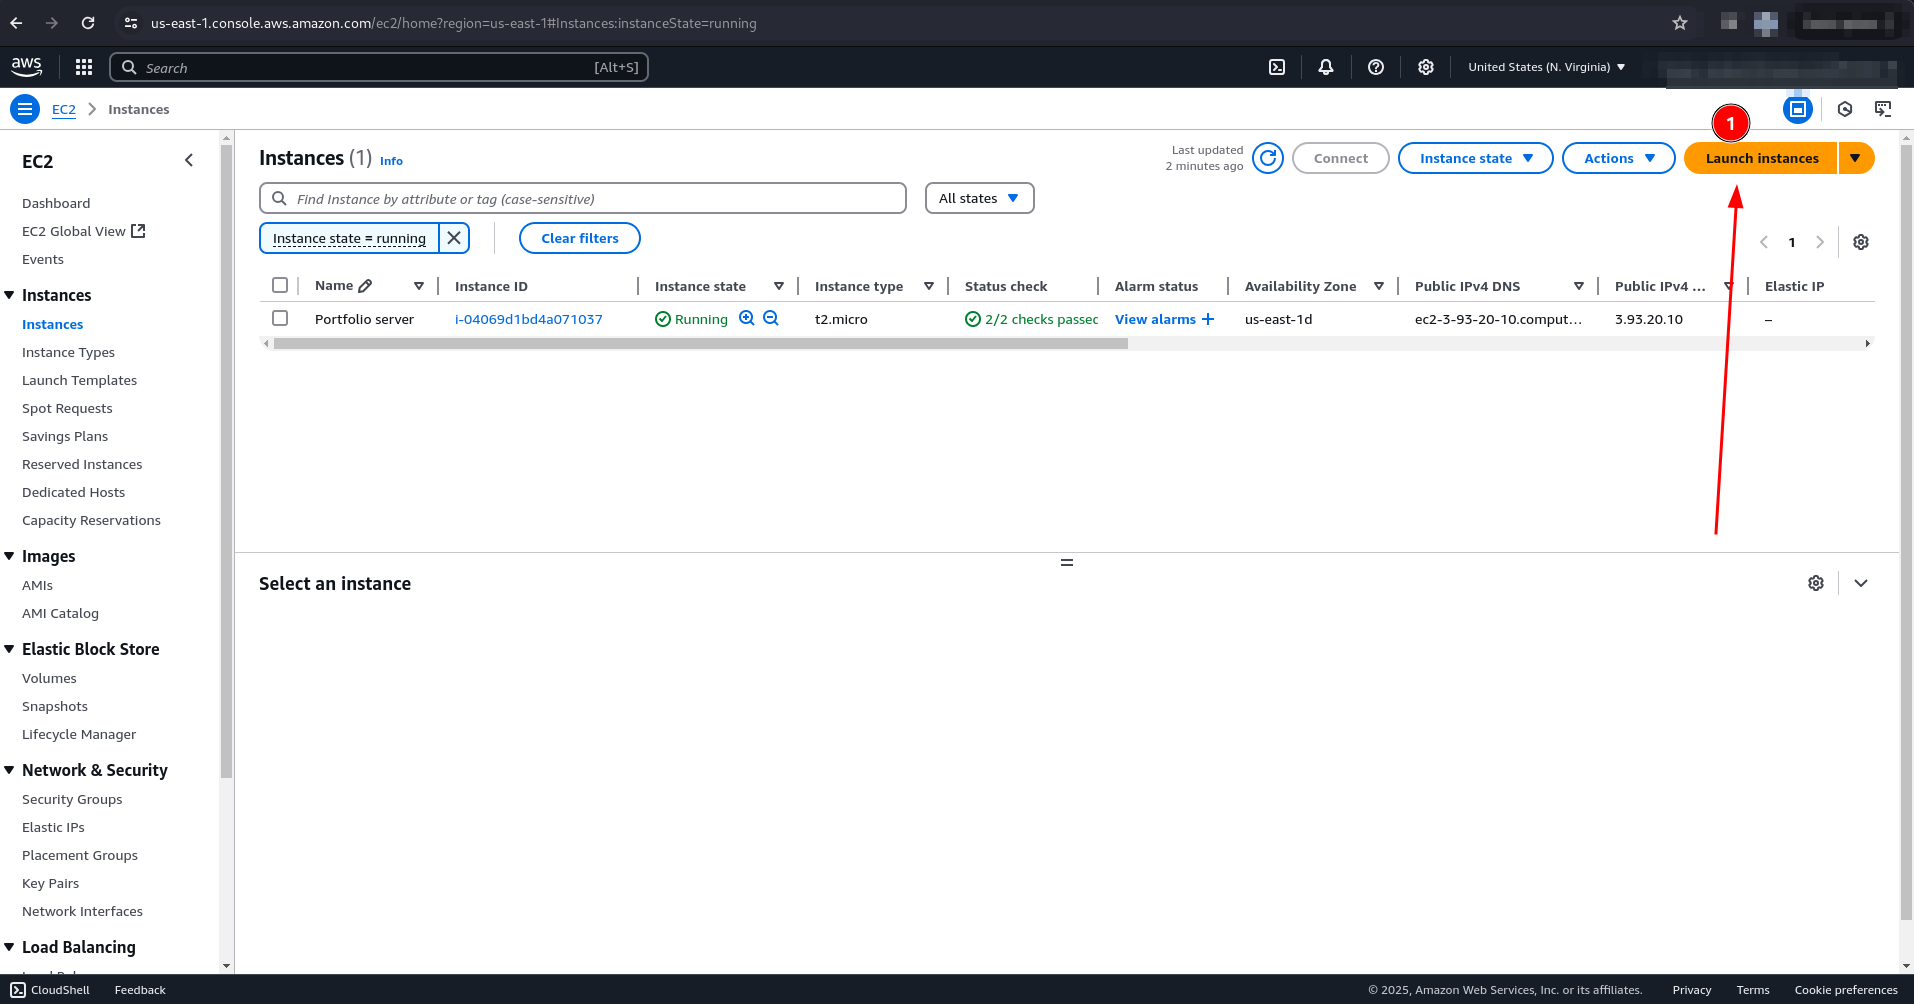 us-east-1.console.aws.amazon.com/ec2/home?region=us-east-1#Instances:instanceState=running
aws
Search
[Alt+S]
United States (N. Virginia)
EC2
Instances
1
EC2
Dashboard
EC2 Global View
Events
Instances
Instances
Instance Types
Launch Templates
Spot Requests
Savings Plans
Reserved Instances
Dedicated Hosts
Capacity Reservations
Images
AMIs
AMI Catalog
Elastic Block Store
Volumes
Snapshots
Lifecycle Manager
Network & Security
Security Groups
Elastic IPs
Placement Groups
Key Pairs
Network Interfaces
Load Balancing
Instances (1) Info
Last updated
2 minutes ago
Connect
Instance state
Actions
Launch instances
Find Instance by attribute or tag (case-sensitive)
All states
Instance state = running
Clear filters
1
Name Instance ID Instance state Instance type Status check Alarm status Availability Zone Public IPv4 DNS Public IPv4 ... Elastic IP
Portfolio server i-04069d1bd4a071037 Running t2.micro 2/2 checks passed View alarms + us-east-1d ec2-3-93-20-10.comput... 3.93.20.10 –
Select an instance
CloudShell Feedback © 2025, Amazon Web Services, Inc. or its affiliates. Privacy Terms Cookie preferences